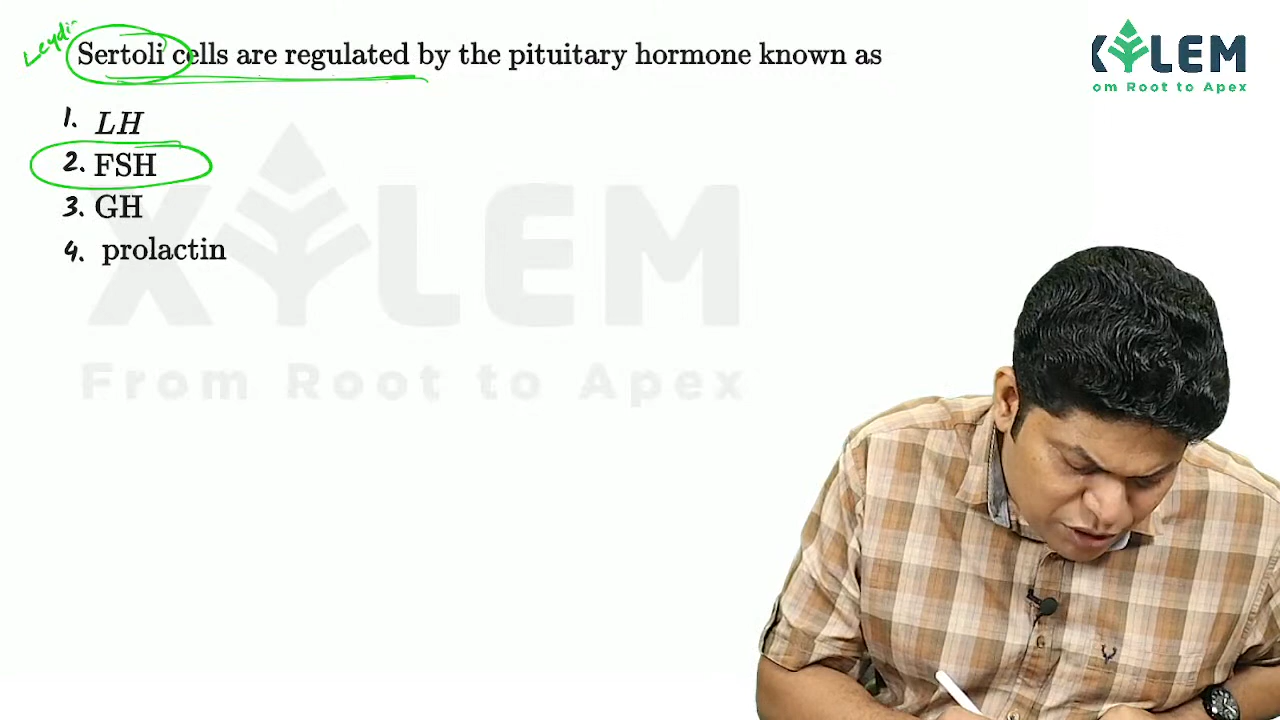 Leydi
Sertoli cells are regulated by the pituitary hormone known as
1. LH
2. FSH
3. GH
4. prolactin
XYLEM
From Root to Apex
XYLEM
om Root to Apex